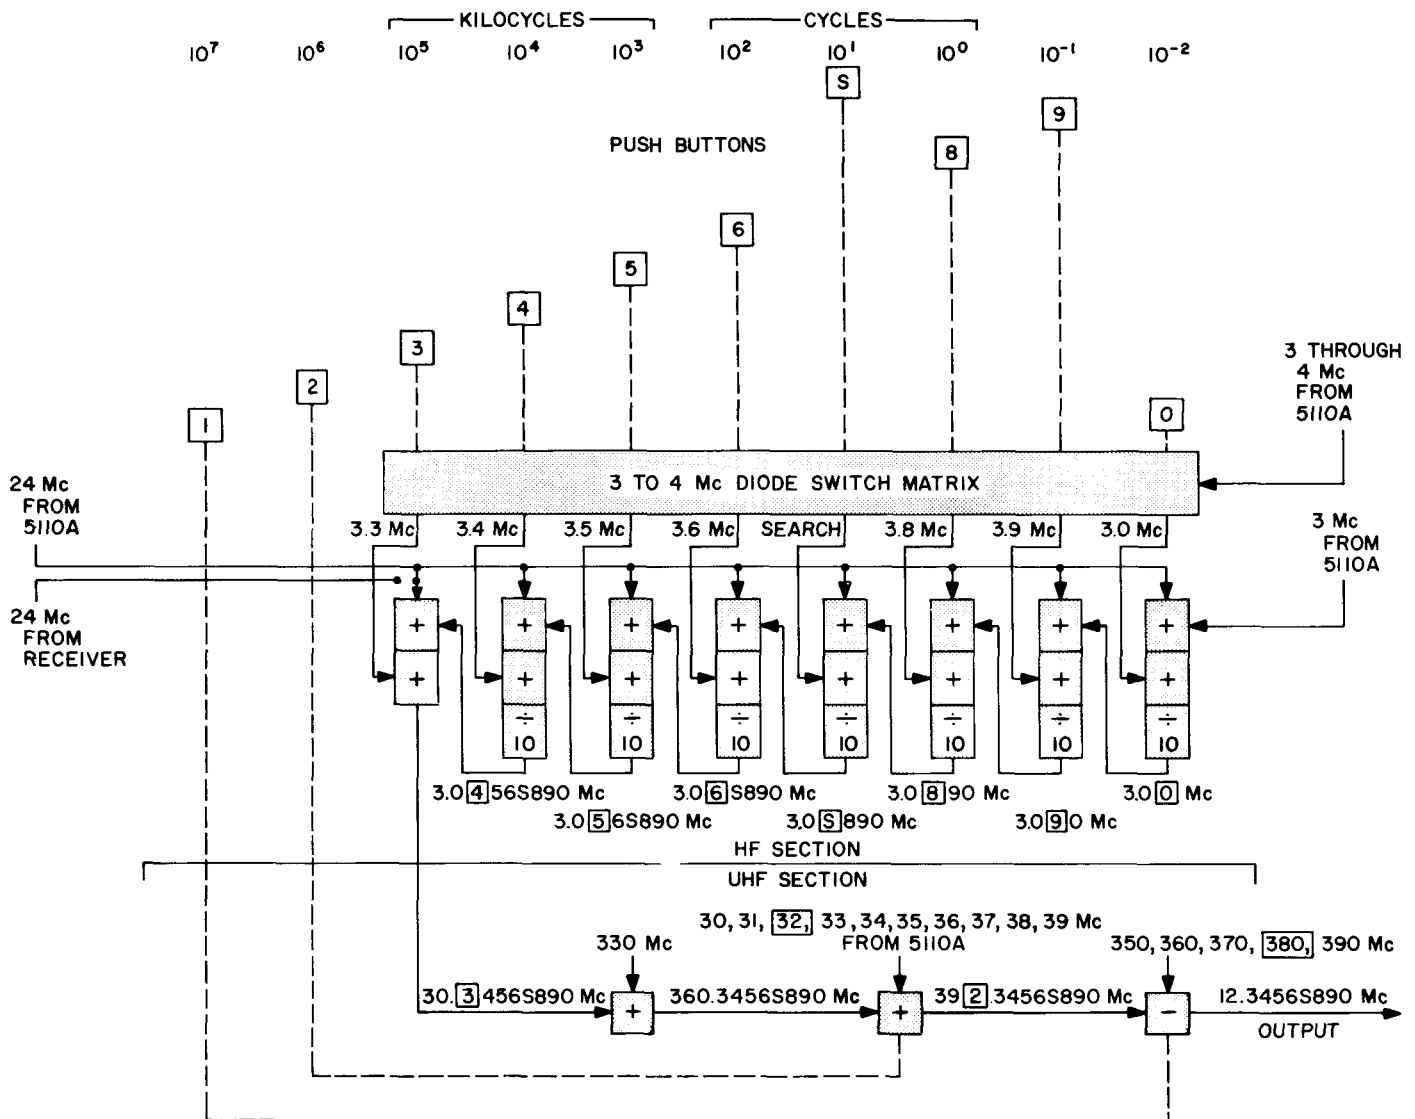 KILOCYCLES CYCLES
10⁷ 10⁶ 10⁵ 10⁴ 10³ 10² 10¹ 10⁰ 10⁻¹ 10⁻²
S
9
PUSH BUTTONS
8
6
5
4
3
2
1
0
3 THROUGH
4 Mc
FROM
5110A
3 TO 4 Mc DIODE SWITCH MATRIX
24 Mc
FROM
5110A
3.3 Mc 3.4 Mc 3.5 Mc 3.6 Mc SEARCH 3.8 Mc 3.9 Mc 3.0 Mc
3 Mc
FROM
5110A
24 Mc
FROM
RECEIVER
+ + + + + + + +
+ + + + + + + +
÷ ÷ ÷ ÷ ÷ ÷ ÷
10 10 10 10 10 10 10
3.0 4 56S890 Mc 3.0 6 S890 Mc 3.0 8 90 Mc 3.0 0 Mc
3.0 5 6S890 Mc 3.0 S 890 Mc 3.0 9 0 Mc
HF SECTION
UHF SECTION
30, 31, 32, 33, 34, 35, 36, 37, 38, 39 Mc
FROM 5110A
330 Mc
350, 360, 370, 380, 390 Mc
30. 3 456S890 Mc + 360.3456S890 Mc + 39 2 .3456S890 Mc − 12.3456S890 Mc
OUTPUT